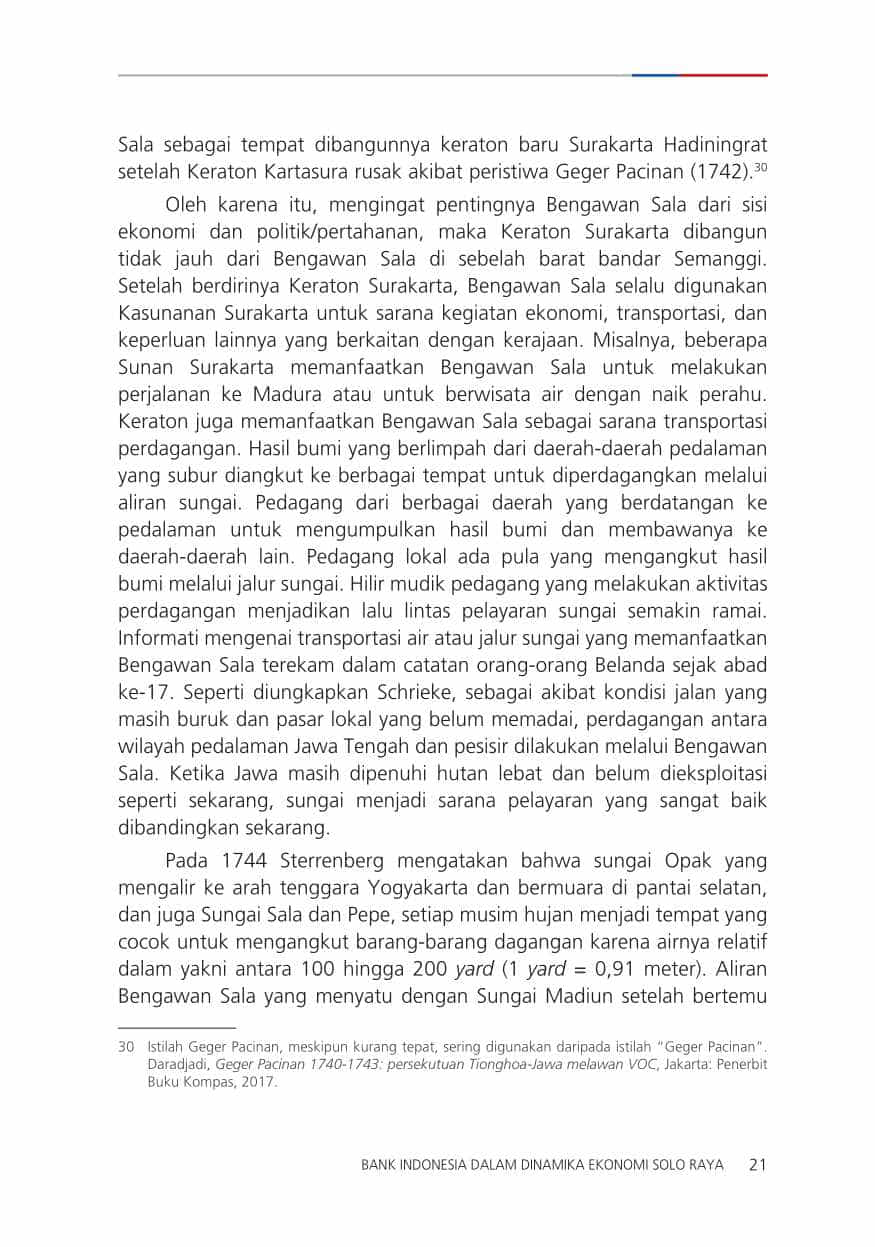 Sala sebagai tempat dibangunnya keraton baru Surakarta Hadiningrat
setelah Keraton Kartasura rusak akibat peristiwa Geger Pacinan (1742).30
Oleh karena itu, mengingat pentingnya Bengawan Sala dari sisi
ekonomi dan politik/pertahanan, maka Keraton Surakarta dibangun
tidak jauh dari Bengawan Sala di sebelah barat bandar Semanggi.
Setelah berdirinya Keraton Surakarta, Bengawan Sala selalu digunakan
Kasunanan Surakarta untuk sarana kegiatan ekonomi, transportasi, dan
keperluan lainnya yang berkaitan dengan kerajaan. Misalnya, beberapa
Sunan Surakarta memanfaatkan Bengawan Sala untuk melakukan
perjalanan ke Madura atau untuk berwisata air dengan naik perahu.
Keraton juga memanfaatkan Bengawan Sala sebagai sarana transportasi
perdagangan. Hasil bumi yang berlimpah dari daerah-daerah pedalaman
yang subur diangkut ke berbagai tempat untuk diperdagangkan melalui
aliran sungai. Pedagang dari berbagai daerah yang berdatangan ke
pedalaman untuk mengumpulkan hasil bumi dan membawanya ke
daerah-daerah lain. Pedagang lokal ada pula yang mengangkut hasil
bumi melalui jalur sungai. Hilir mudik pedagang yang melakukan aktivitas
perdagangan menjadikan lalu lintas pelayaran sungai semakin ramai.
Informati mengenai transportasi air atau jalur sungai yang memanfaatkan
Bengawan Sala terekam dalam catatan orang-orang Belanda sejak abad
ke-17. Seperti diungkapkan Schrieke, sebagai akibat kondisi jalan yang
masih buruk dan pasar lokal yang belum memadai, perdagangan antara
wilayah pedalaman Jawa Tengah dan pesisir dilakukan melalui Bengawan
Sala. Ketika Jawa masih dipenuhi hutan lebat dan belum dieksploitasi
seperti sekarang, sungai menjadi sarana pelayaran yang sangat baik
dibandingkan sekarang.
Pada 1744 Sterrenberg mengatakan bahwa sungai Opak yang
mengalir ke arah tenggara Yogyakarta dan bermuara di pantai selatan,
dan juga Sungai Sala dan Pepe, setiap musim hujan menjadi tempat yang
cocok untuk mengangkut barang-barang dagangan karena airnya relatif
dalam yakni antara 100 hingga 200 yard (1 yard = 0,91 meter). Aliran
Bengawan Sala yang menyatu dengan Sungai Madiun setelah bertemu
30 Istilah Geger Pacinan, meskipun kurang tepat, sering digunakan daripada istilah “Geger Pacinan”.
Daradjadi, Geger Pacinan 1740-1743: persekutuan Tionghoa-Jawa melawan VOC, Jakarta: Penerbit
Buku Kompas, 2017.
BANK INDONESIA DALAM DINAMIKA EKONOMI SOLO RAYA 21